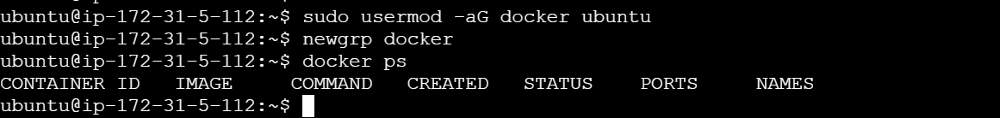 ubuntu@ip-172-31-5-112:~$ sudo usermod -aG docker ubuntu
ubuntu@ip-172-31-5-112:~$ newgrp docker
ubuntu@ip-172-31-5-112:~$ docker ps
CONTAINER ID   IMAGE     COMMAND   CREATED   STATUS    PORTS     NAMES
ubuntu@ip-172-31-5-112:~$